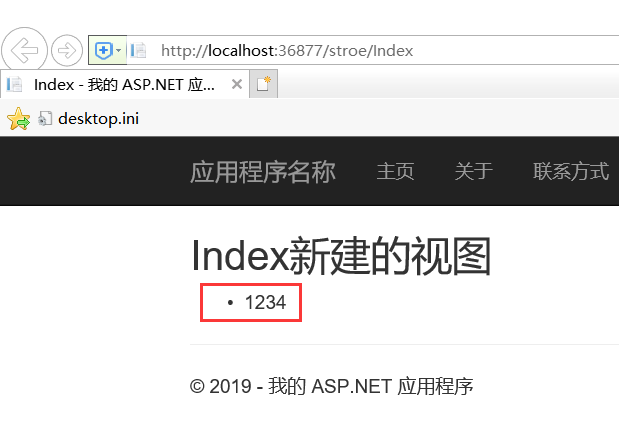 http://localhost:36877/stroe/Index
Index - 我的 ASP.NET 应...
desktop.ini
应用程序名称 主页 关于 联系方式
Index新建的视图
• 1234
© 2019 - 我的 ASP.NET 应用程序